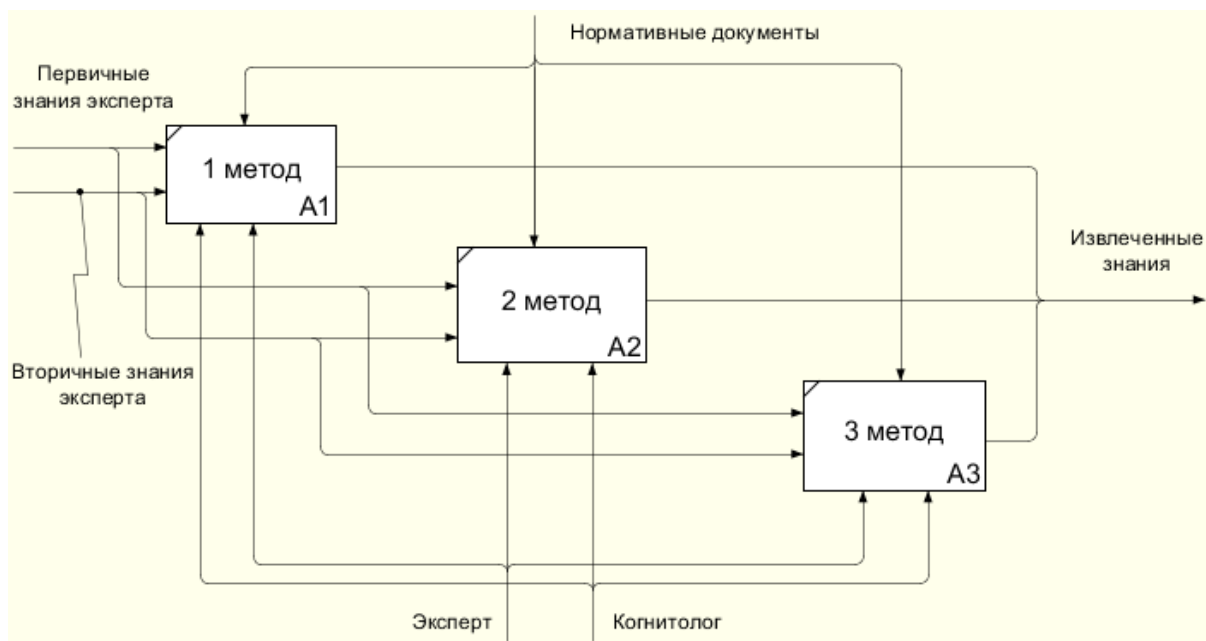 Нормативные документы
Первичные
знания эксперта
1 метод
A1
Извлеченные
знания
2 метод
A2
Вторичные знания
эксперта
3 метод
A3
Эксперт
Когнитолог